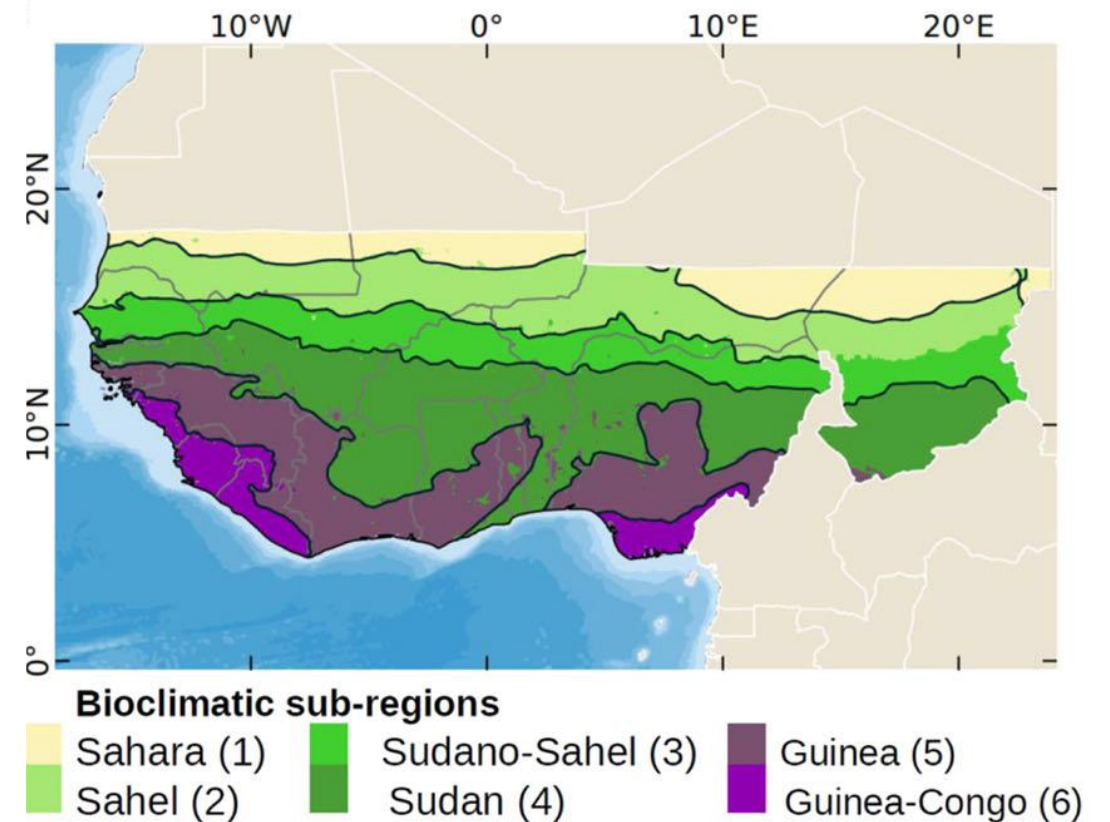 10°W 0° 10°E 20°E
20°N
10°N
0°
Bioclimatic sub-regions
Sahara (1) Sudano-Sahel (3) Guinea (5)
Sahel (2) Sudan (4) Guinea-Congo (6)